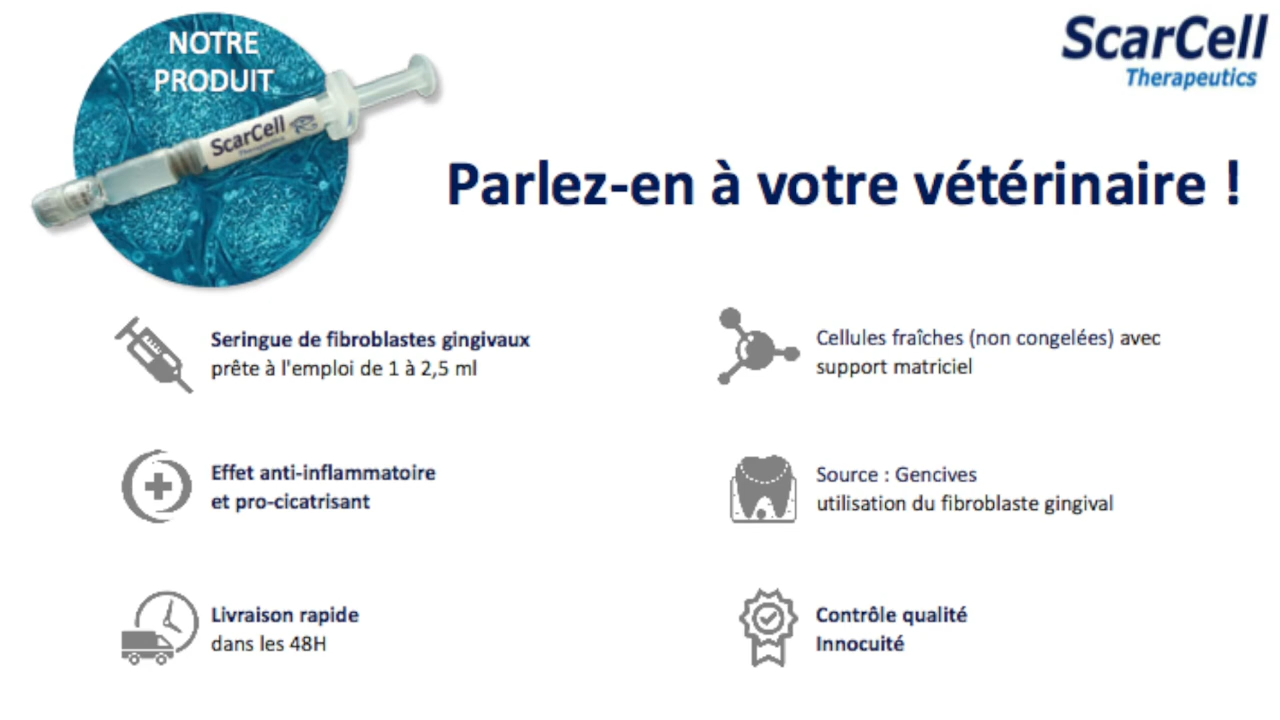 NOTRE
PRODUIT
ScarCell
Therapeutics
ScarCell
Therapeutics
Parlez-en à votre vétérinaire !
Seringue de fibroblastes gingivaux
prête à l'emploi de 1 à 2,5 ml
Cellules fraîches (non congelées) avec
support matriciel
Effet anti-inflammatoire
et pro-cicatrisant
Source : Gencives
utilisation du fibroblaste gingival
Livraison rapide
dans les 48H
Contrôle qualité
Innocuité